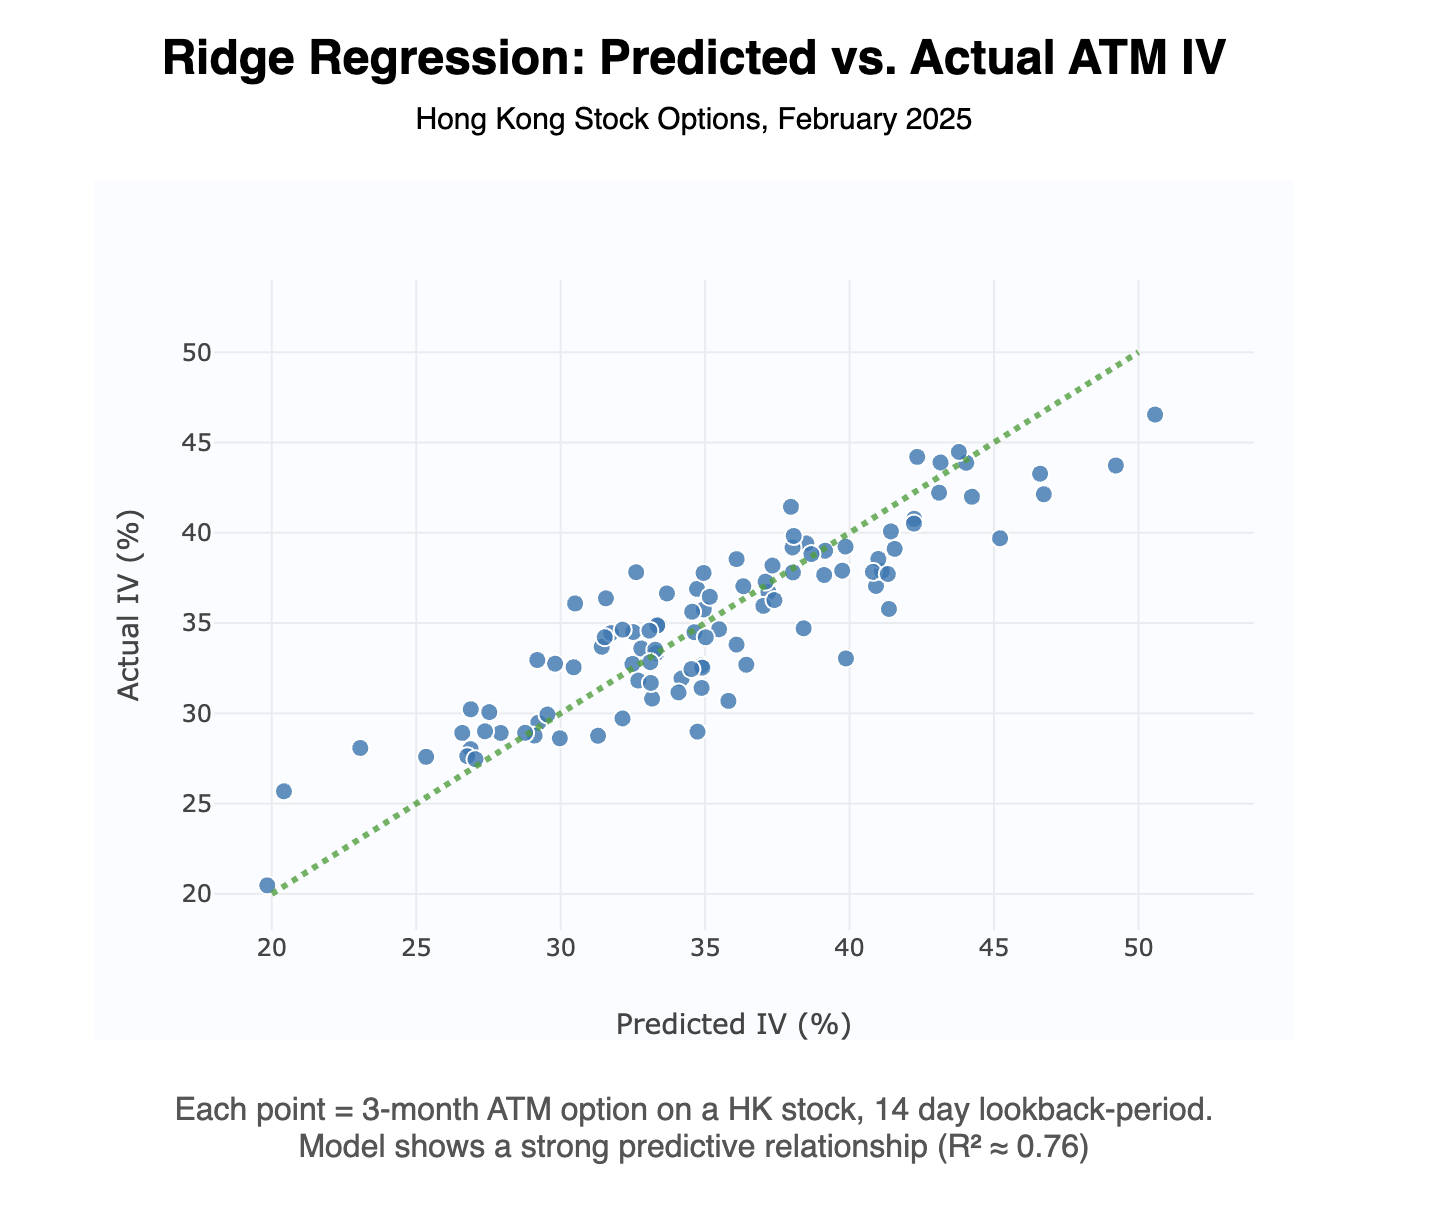 Ridge Regression: Predicted vs. Actual ATM IV
Hong Kong Stock Options, February 2025
50
45
40
35
30
25
20
Actual IV (%)
20 25 30 35 40 45 50
Predicted IV (%)
Each point = 3-month ATM option on a HK stock, 14 day lookback-period.
Model shows a strong predictive relationship (R² ≈ 0.76)